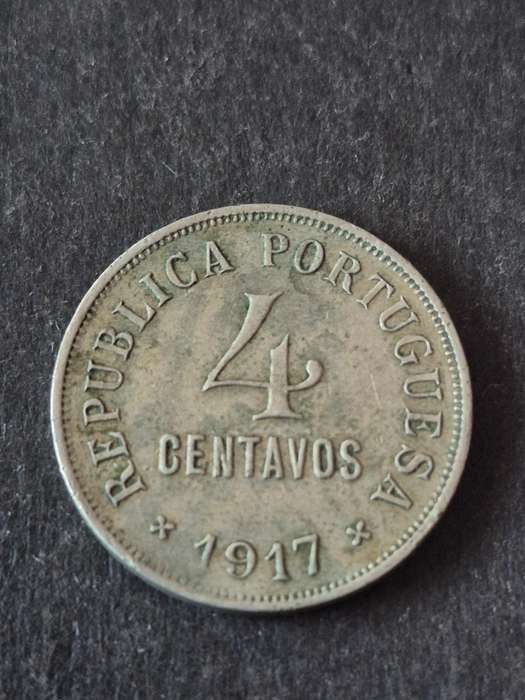 REPUBLICA PORTUGUESA
4
CENTAVOS
1917